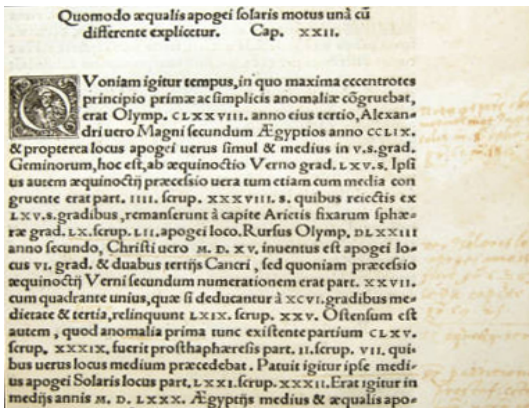 Quomodo æqualis apogei solaris motus unà cũ
differente explicetur. Cap. XXII.
QVoniam igitur tempus, in quo maxima eccentrotes
principio primæ ac simplicis anomaliæ cõgruebat,
erat Olymp. CLXXVIII. anno eius tertio, Alexan-
dri uero Magni secundum Ægyptios anno CCLIX.
& propterea locus apogei uerus simul & medius in v.s.grad.
Geminorum, hoc est, ab æquinoctio Verno grad. LXV.s. Ipsi
us autem æquinoctij præcessio uera tum etiam cum media con
gruente erat part. IIII. scrup. XXXVIII. s. quibus reiectis ex
LXV.s.gradibus, remanserunt à capite Arietis fixarum sphæ-
ræ grad. LX. scrup. LII. apogei loco. Rursus Olymp. DLXXIII
anno secundo, Christi uero M. D. XV. inuentus est apogei lo-
cus VI. grad. & duabus tertijs Cancri, sed quoniam præcessio
æquinoctij Verni secundum numerationem erat part. XXVII.
cum quadrante unius, quæ si deducantur à XCVI. gradibus me-
dietate & tertia, relinquunt LXIX. scrup. XXV. Ostensum est
autem, quod anomalia prima tunc existente partium CLXV.
scrup. XXXIX. fuerit prosthaphæresis part. II. scrup. VII. qui-
bus uerus locus medium præcedebat. Patuit igitur ipse medi-
us apogei Solaris locus part. LXXI. scrup. XXXII. Erat igitur in
medijs annis M. D. LXXX. Ægyptijs medius & æqualis apo-